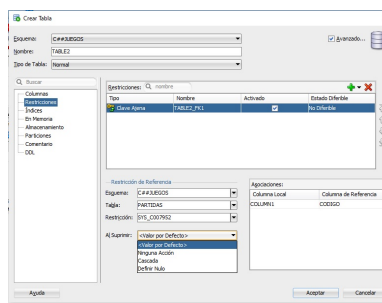 Crear Tabla
Esquema: C##JUEGOS
Avanzado...
Nombre: TABLE2
Tipo de Tabla: Normal
Buscar
Columnas
Restricciones
Índices
En Memoria
Almacenamiento
Particiones
Comentario
DDL
Restricciones: nombre
Tipo Nombre Activado Estado Diferible
Clave Ajena TABLE2_FK1 No Diferible
Restricción de Referencia
Esquema: C##JUEGOS
Tabla: PARTIDAS
Restricción: SYS_C007952
Al Suprimir: <Valor por Defecto>
<Valor por Defecto>
Ninguna Acción
Cascada
Definir Nulo
Asociaciones:
Columna Local Columna de Referencia
COLUMN1 CODIGO
Ayuda
Aceptar
Cancelar